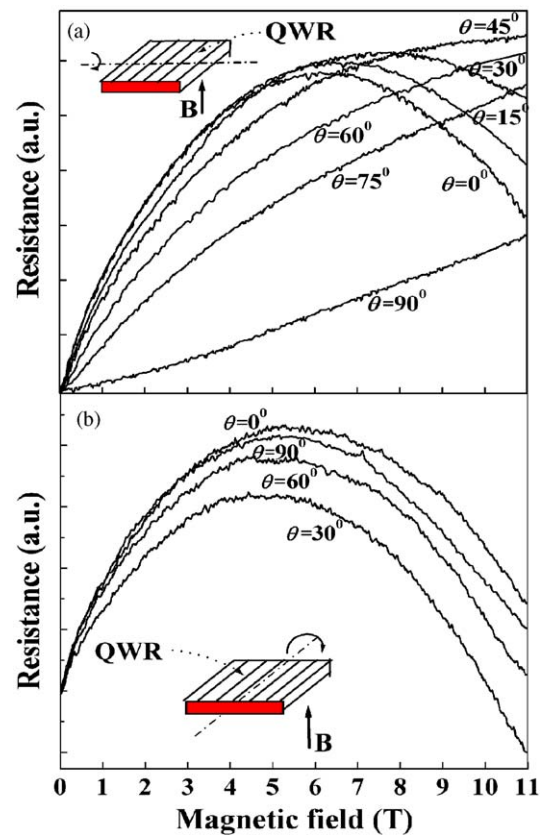 (a)
QWR
B
θ=45⁰
θ=30⁰
θ=15⁰
θ=60⁰
θ=75⁰
θ=0⁰
θ=90⁰
Resistance (a.u.)
(b)
θ=0⁰
θ=90⁰
θ=60⁰
θ=30⁰
QWR
B
Resistance (a.u.)
0 1 2 3 4 5 6 7 8 9 10 11
Magnetic field (T)